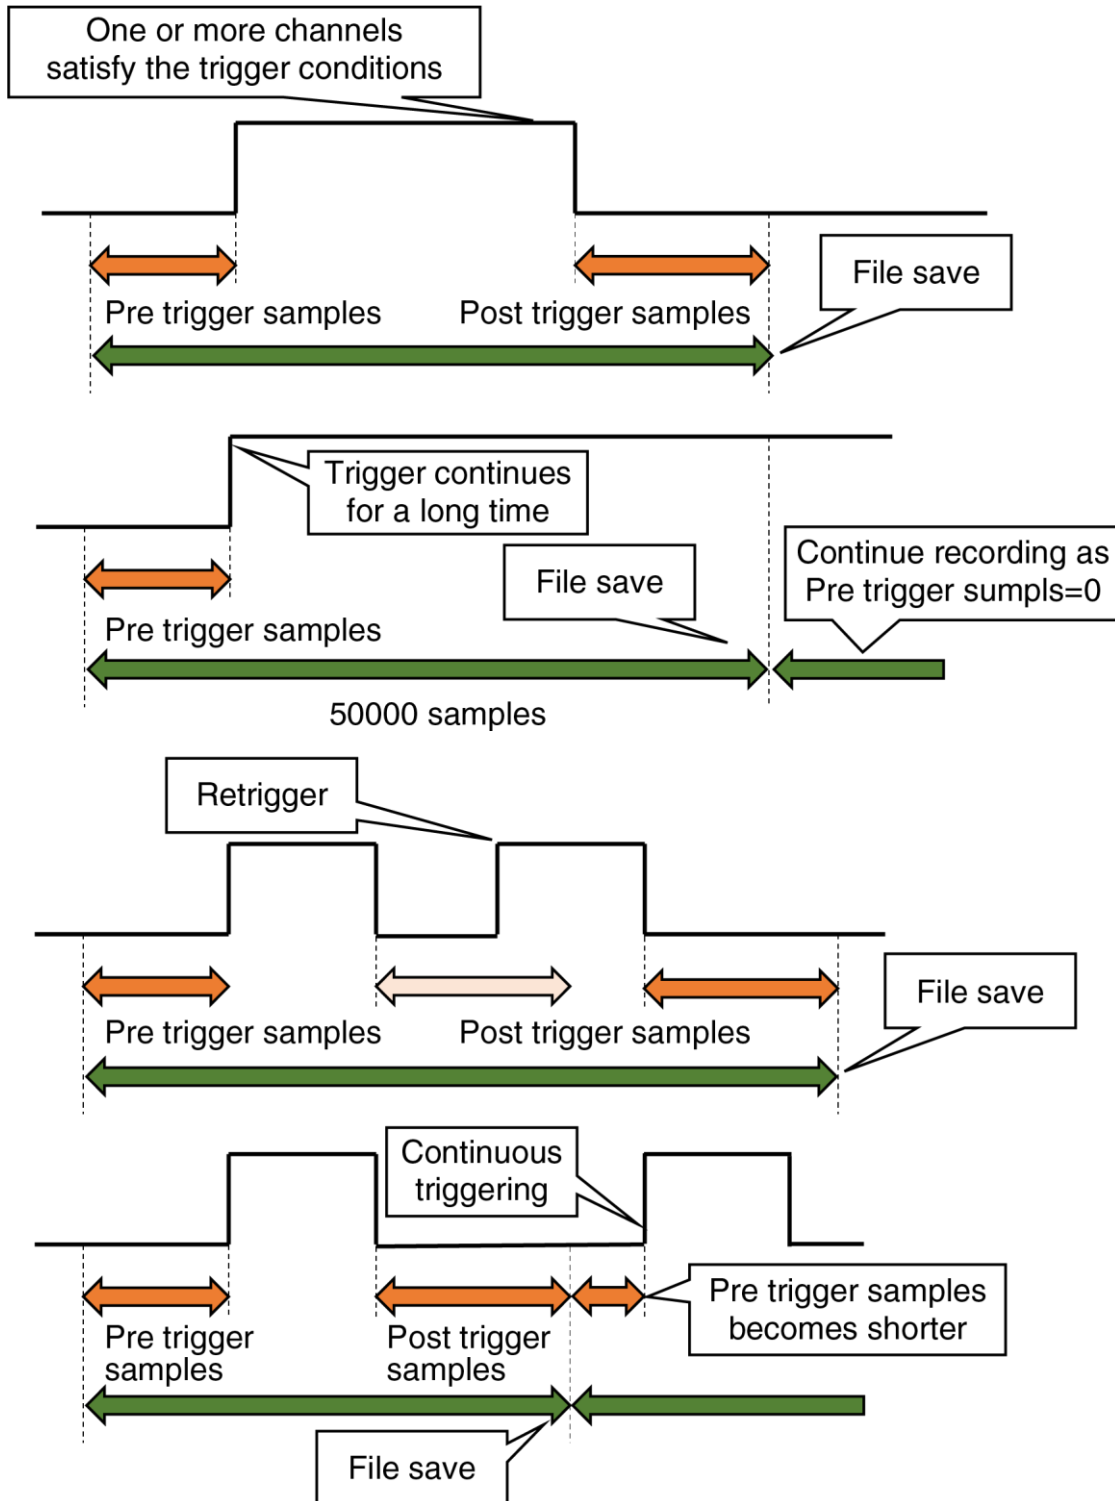 One or more channels
satisfy the trigger conditions
File save
Pre trigger samples
Post trigger samples
Trigger continues
for a long time
File save
Continue recording as
Pre trigger sumpls=0
Pre trigger samples
50000 samples
Retrigger
File save
Pre trigger samples
Post trigger samples
Continuous
triggering
Pre trigger samples
becomes shorter
Pre trigger
samples
Post trigger
samples
File save